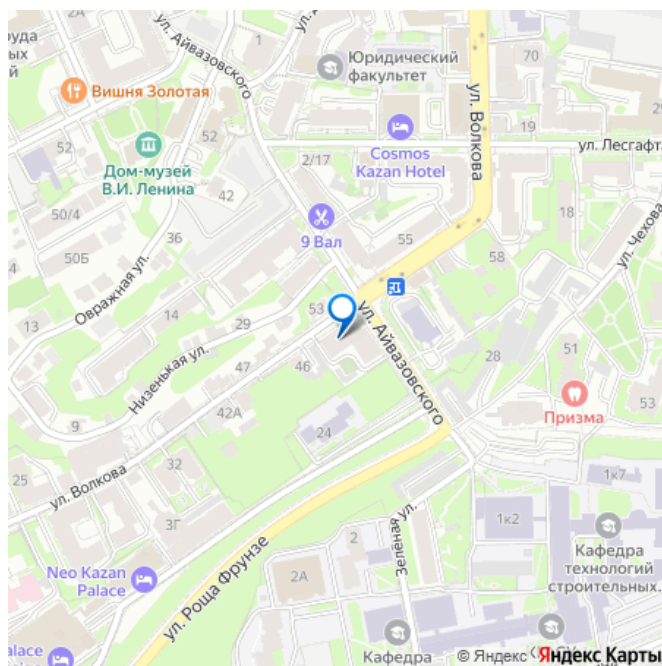 руда
ных
й
ул. Айвазовского
1
Юридический
факультет
70
Вишня Золотая
ул. Волкова
52
Дом-музей
В.И. Ленина
52
2/17
Cosmos
Kazan Hotel
19
ул. Лесгафта
42
50/4
9 Вал
18
ул. Чехова
36
50Б
55
58
Овражная ул.
13
14
29
53
ул. Айвазовского
Низенькая ул.
47
46
28
51
Призма
53
9
42А
24
25
ул. Волкова
32
3Г
1к7
Зелёная ул.
1к2
Кафедра
технологий
строительных...
2
2А
Neo Kazan
Palace
ул. Роща Фрунзе
alace
Кафедра
© Яндекс Яндекс Карты